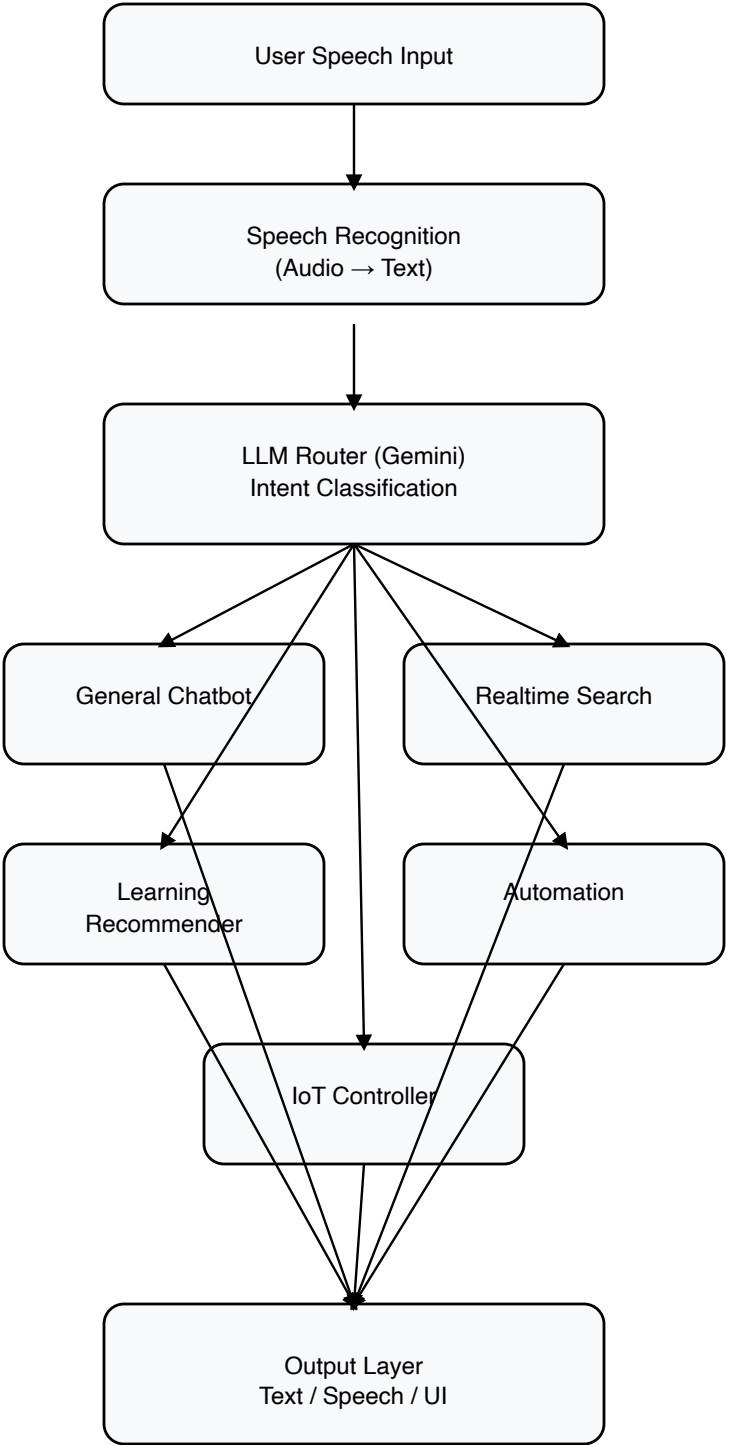 User Speech Input
Speech Recognition
(Audio → Text)
LLM Router (Gemini)
Intent Classification
General Chatbot
Realtime Search
Learning
Recommender
Automation
IoT Controller
Output Layer
Text / Speech / UI